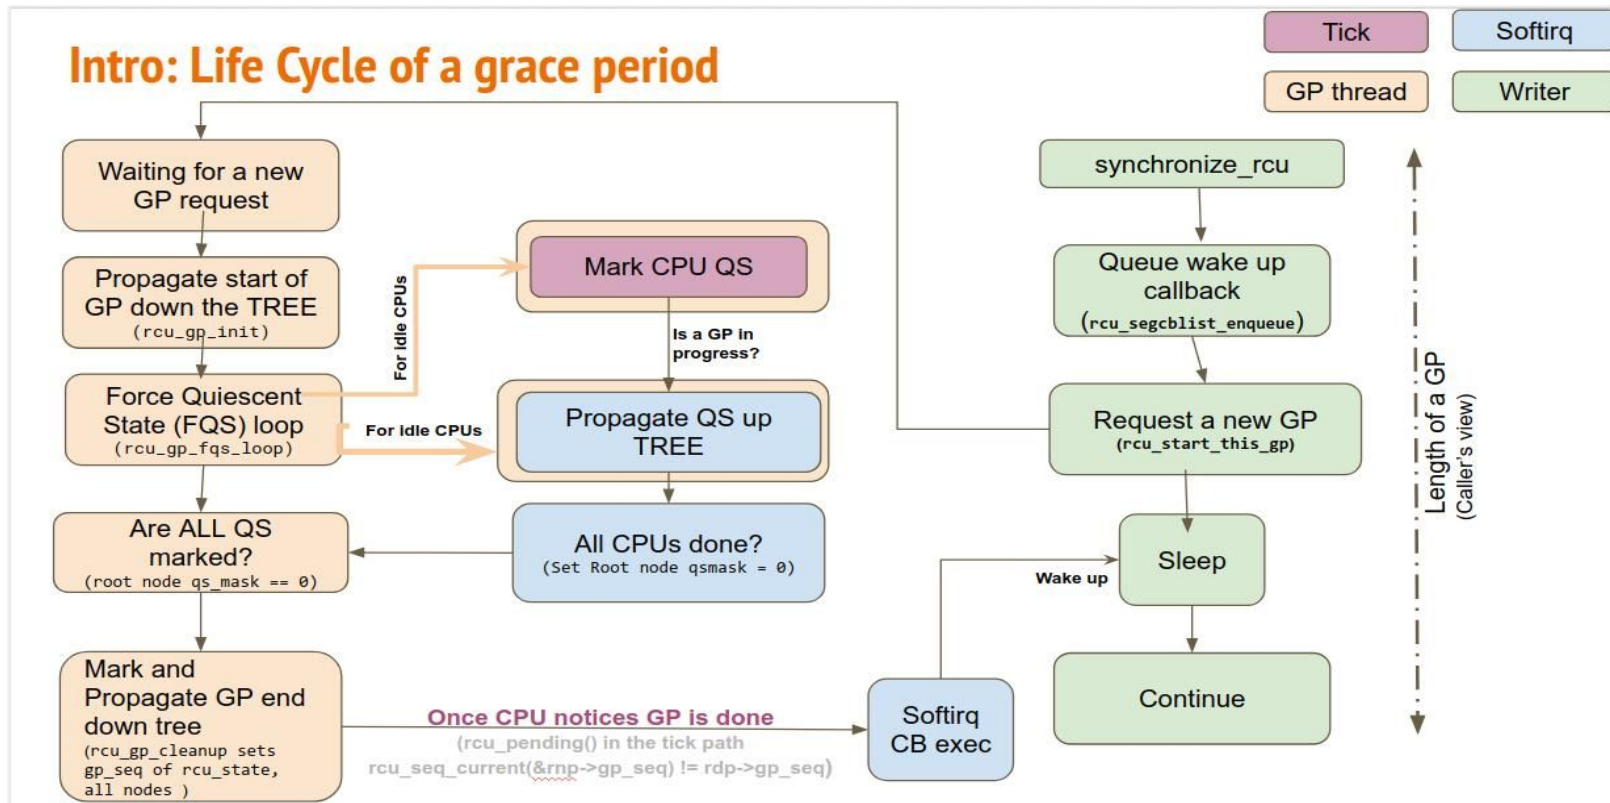 Intro: Life Cycle of a grace period
Tick
Softirq
GP thread
Writer
Waiting for a new
GP request
Propagate start of
GP down the TREE
(rcu_gp_init)
Force Quiescent
State (FQS) loop
(rcu_gp_fqs_loop)
Are ALL QS
marked?
(root node qs_mask == 0)
Mark and
Propagate GP end
down tree
(rcu_gp_cleanup sets
gp_seq of rcu_state,
all nodes )
For idle CPUs
For idle CPUs
Mark CPU QS
Is a GP in
progress?
Propagate QS up
TREE
All CPUs done?
(Set Root node qsmask = 0)
Once CPU notices GP is done
(rcu_pending() in the tick path
rcu_seq_current(&rnp->gp_seq) != rdp->gp_seq)
Softirq
CB exec
Wake up
synchronize_rcu
Queue wake up
callback
(rcu_segcblist_enqueue)
Request a new GP
(rcu_start_this_gp)
Sleep
Continue
Length of a GP
(Caller's view)